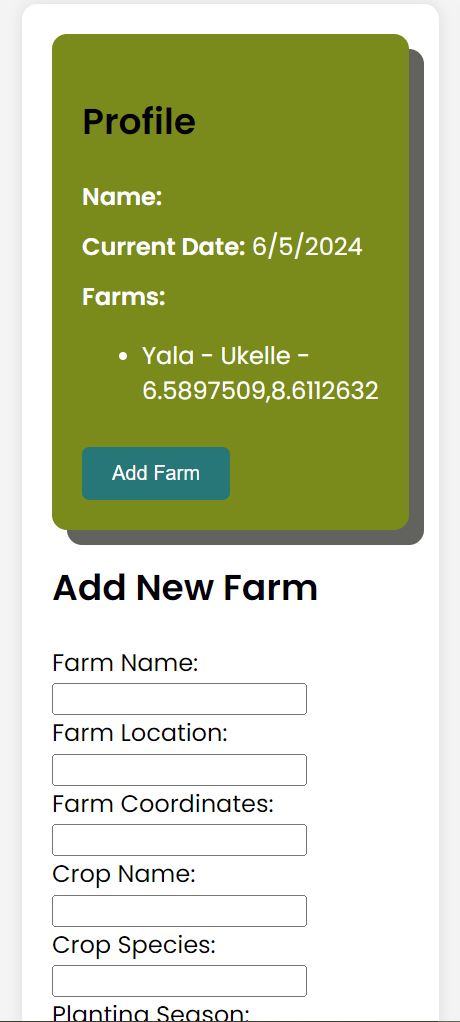 Profile
Name:
Current Date: 6/5/2024
Farms:
Yala - Ukelle -
6.5897509,8.6112632
Add Farm
Add New Farm
Farm Name:
Farm Location:
Farm Coordinates:
Crop Name:
Crop Species:
Planting Season: